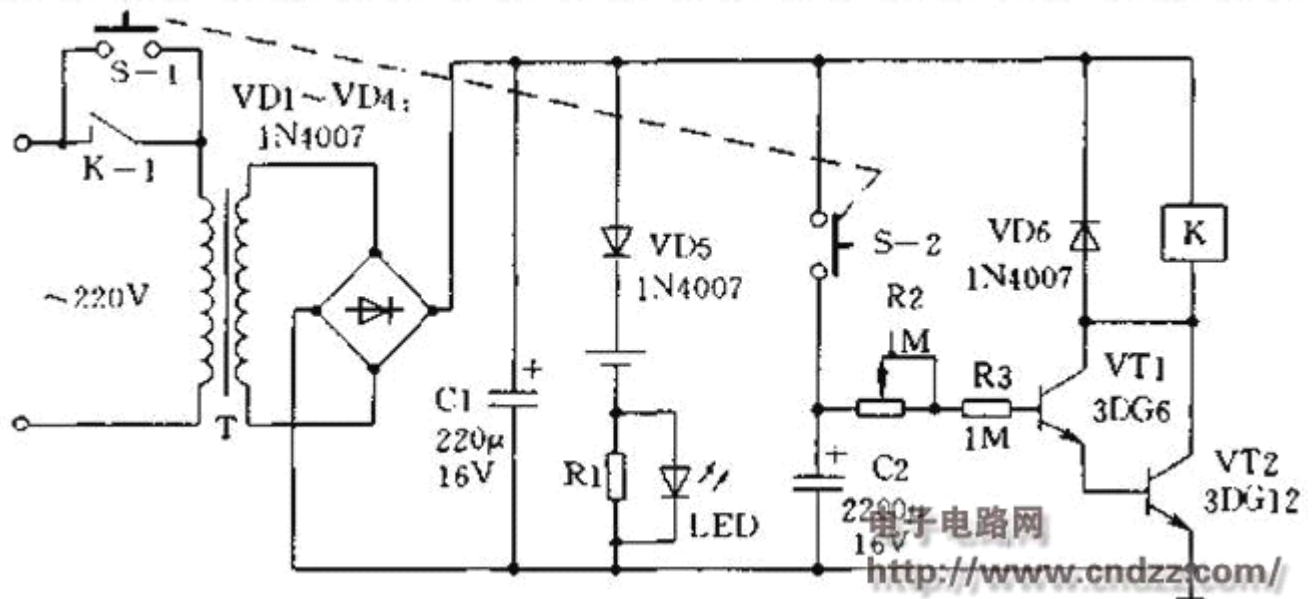 S-1
K-1
VD1~VD4:
1N4007
~220V
T
C1
+
220μ
16V
VD5
1N4007
R1
LED
S-2
R2
1M
R3
1M
+
C2
2200μ
16V
VD6
1N4007
K
VT1
3DG6
VT2
3DG12
电子电路网
http://www.cndzz.com/